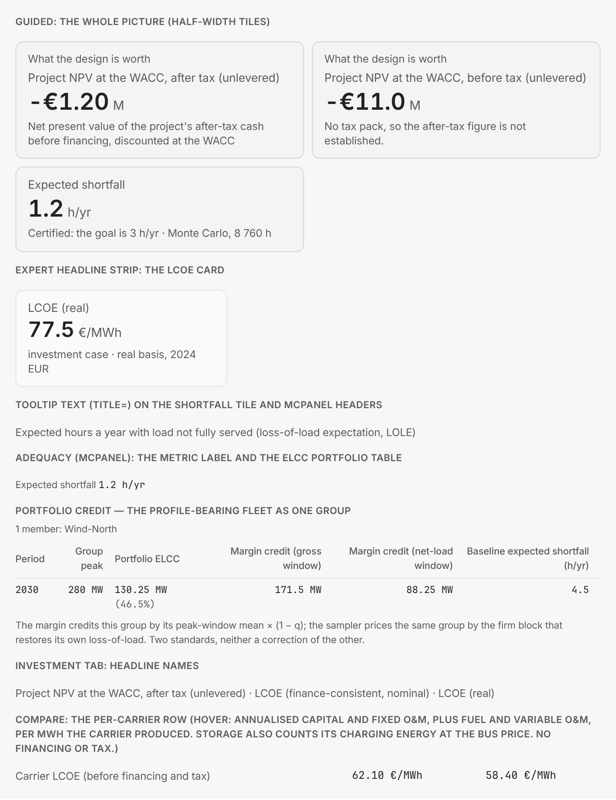 GUIDED: THE WHOLE PICTURE (HALF-WIDTH TILES)
What the design is worth
Project NPV at the WACC, after tax (unlevered)
-€1.20 M
Net present value of the project's after-tax cash
before financing, discounted at the WACC
What the design is worth
Project NPV at the WACC, before tax (unlevered)
-€11.0 M
No tax pack, so the after-tax figure is not
established.
Expected shortfall
1.2 h/yr
Certified: the goal is 3 h/yr · Monte Carlo, 8 760 h
EXPERT HEADLINE STRIP: THE LCOE CARD
LCOE (real)
77.5 €/MWh
investment case · real basis, 2024
EUR
TOOLTIP TEXT (TITLE=) ON THE SHORTFALL TILE AND MCPANEL HEADERS
Expected hours a year with load not fully served (loss-of-load expectation, LOLE)
ADEQUACY (MCPANEL): THE METRIC LABEL AND THE ELCC PORTFOLIO TABLE
Expected shortfall 1.2 h/yr
PORTFOLIO CREDIT — THE PROFILE-BEARING FLEET AS ONE GROUP
1 member: Wind-North
Period Group peak Portfolio ELCC Margin credit (gross window) Margin credit (net-load window) Baseline expected shortfall (h/yr)
2030 280 MW 130.25 MW (46.5%) 171.5 MW 88.25 MW 4.5
The margin credits this group by its peak-window mean × (1 − q); the sampler prices the same group by the firm block that
restores its own loss-of-load. Two standards, neither a correction of the other.
INVESTMENT TAB: HEADLINE NAMES
Project NPV at the WACC, after tax (unlevered) · LCOE (finance-consistent, nominal) · LCOE (real)
COMPARE: THE PER-CARRIER ROW (HOVER: ANNUALISED CAPITAL AND FIXED O&M, PLUS FUEL AND VARIABLE O&M,
PER MWH THE CARRIER PRODUCED. STORAGE ALSO COUNTS ITS CHARGING ENERGY AT THE BUS PRICE. NO
FINANCING OR TAX.)
Carrier LCOE (before financing and tax) 62.10 €/MWh 58.40 €/MWh